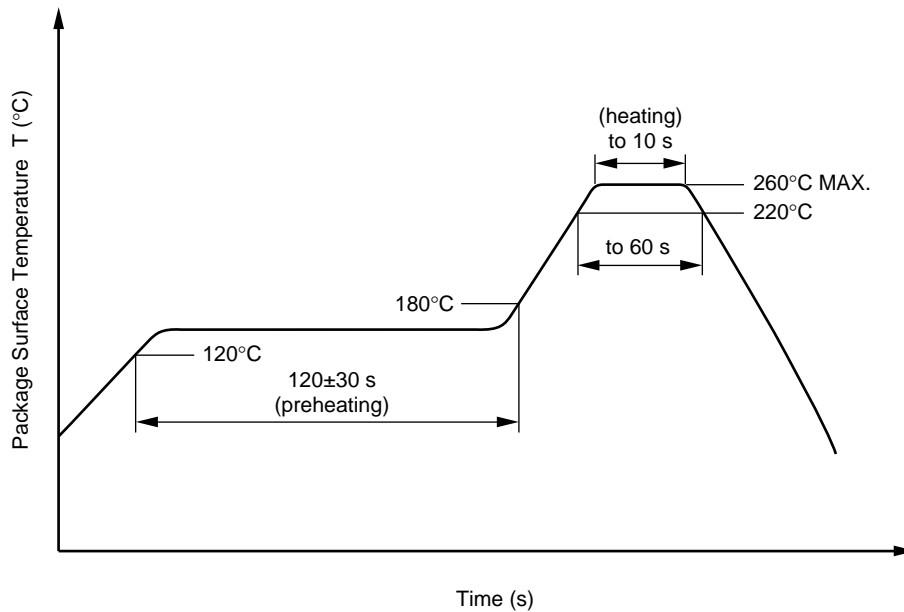 Package Surface Temperature T (°C)
(heating)
to 10 s
260°C MAX.
220°C
to 60 s
180°C
120°C
120±30 s
(preheating)
Time (s)